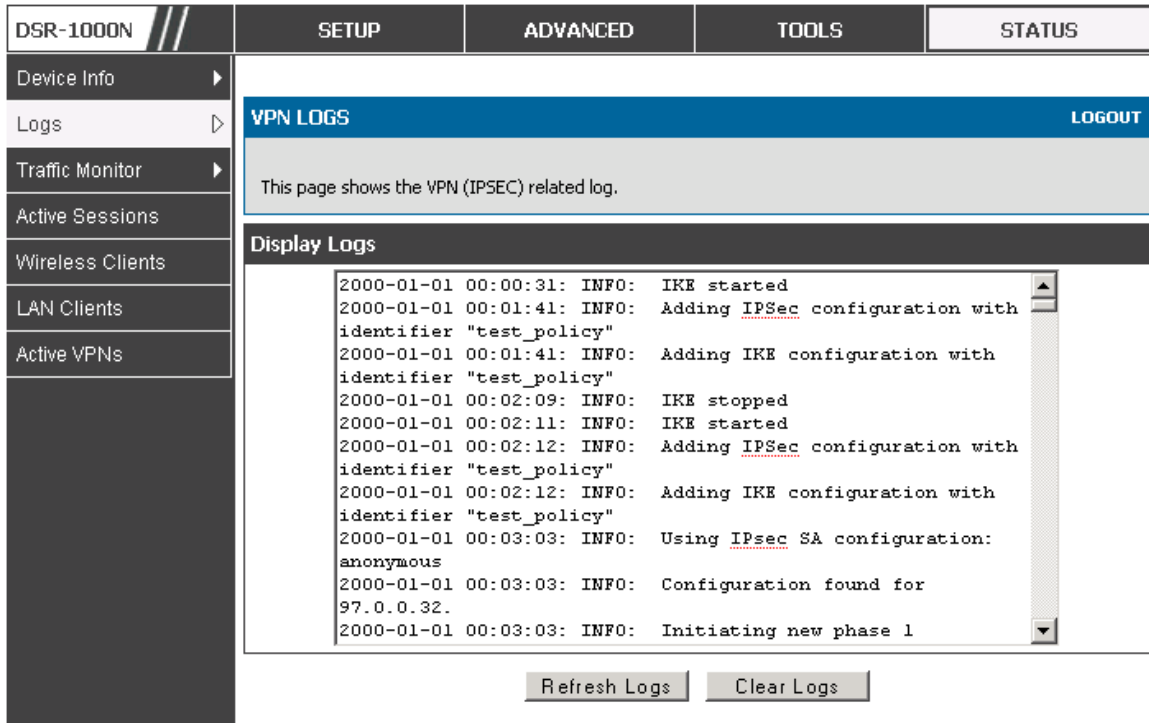 DSR-1000N
SETUP
ADVANCED
TOOLS
STATUS
Device Info
Logs
Traffic Monitor
Active Sessions
Wireless Clients
LAN Clients
Active VPNs
VPN LOGS
LOGOUT
This page shows the VPN (IPSEC) related log.
Display Logs
2000-01-01 00:00:31: INFO:  IKE started
2000-01-01 00:01:41: INFO:  Adding IPSec configuration with
identifier "test_policy"
2000-01-01 00:01:41: INFO:  Adding IKE configuration with
identifier "test_policy"
2000-01-01 00:02:09: INFO:  IKE stopped
2000-01-01 00:02:11: INFO:  IKE started
2000-01-01 00:02:12: INFO:  Adding IPSec configuration with
identifier "test_policy"
2000-01-01 00:02:12: INFO:  Adding IKE configuration with
identifier "test_policy"
2000-01-01 00:03:03: INFO:  Using IPsec SA configuration:
anonymous
2000-01-01 00:03:03: INFO:  Configuration found for
97.0.0.32.
2000-01-01 00:03:03: INFO:  Initiating new phase 1
Refresh Logs
Clear Logs